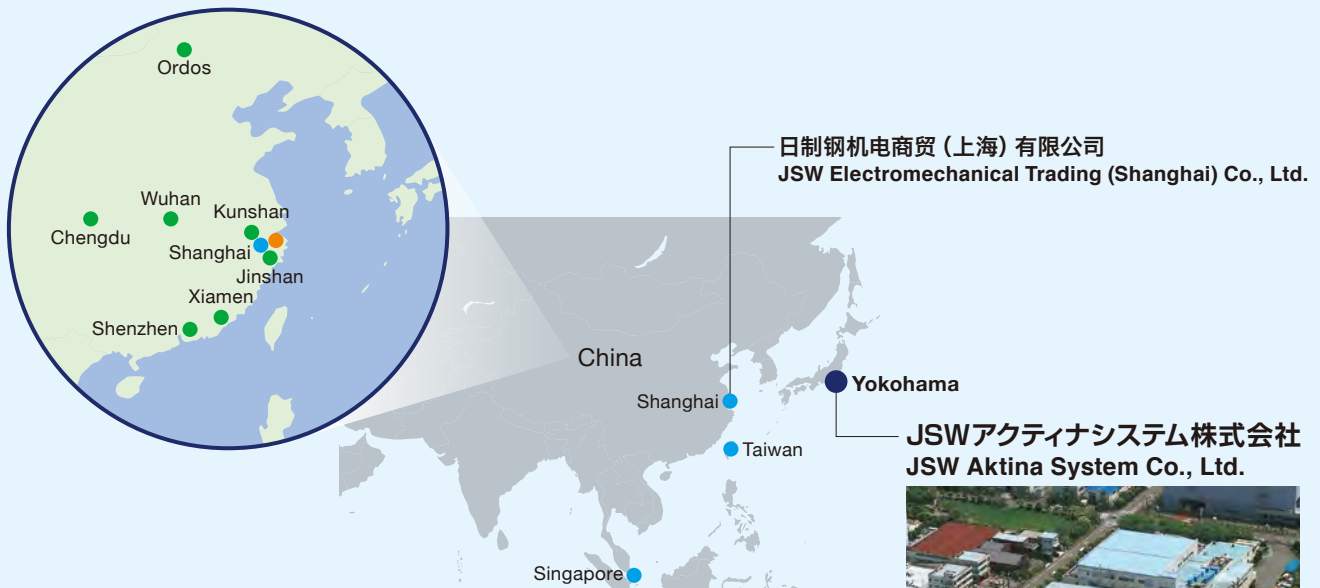 Ordos
Wuhan
Kunshan
Chengdu
Shanghai
Jinshan
Xiamen
Shenzhen
日制钢机电商贸（上海）有限公司
JSW Electromechanical Trading (Shanghai) Co., Ltd.
China
Yokohama
Shanghai
JSWアクティナシステム株式会社
JSW Aktina System Co., Ltd.
Taiwan
Singapore